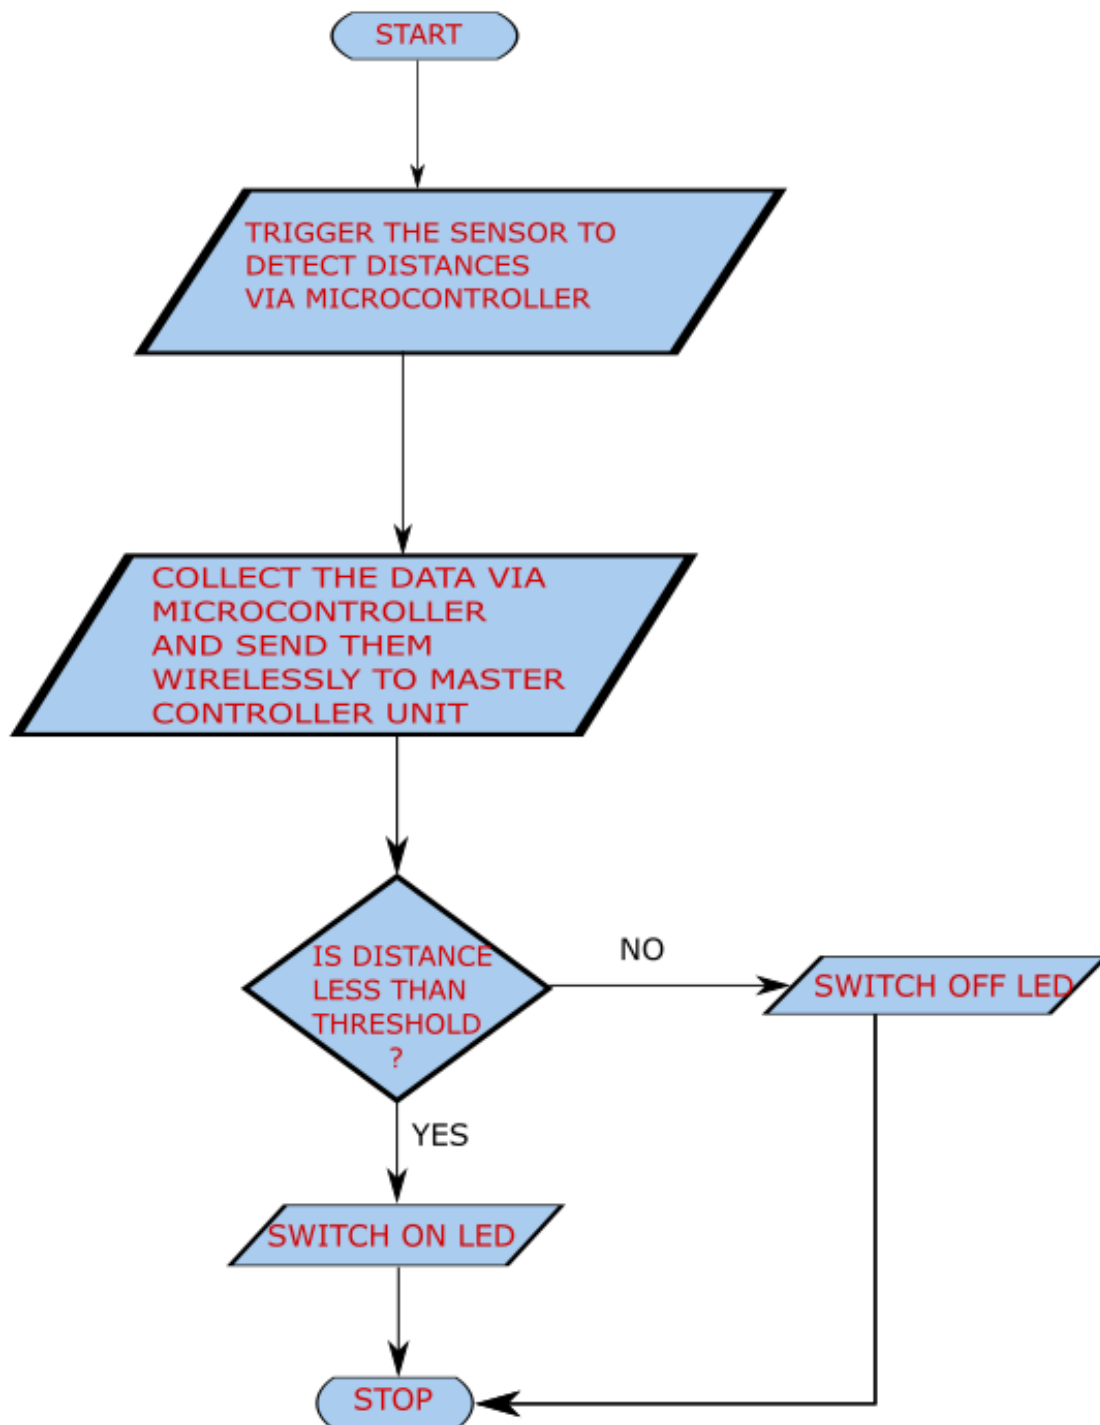 START
TRIGGER THE SENSOR TO
DETECT DISTANCES
VIA MICROCONTROLLER
COLLECT THE DATA VIA
MICROCONTROLLER
AND SEND THEM
WIRELESSLY TO MASTER
CONTROLLER UNIT
IS DISTANCE
LESS THAN
THRESHOLD
?
NO
SWITCH OFF LED
YES
SWITCH ON LED
STOP